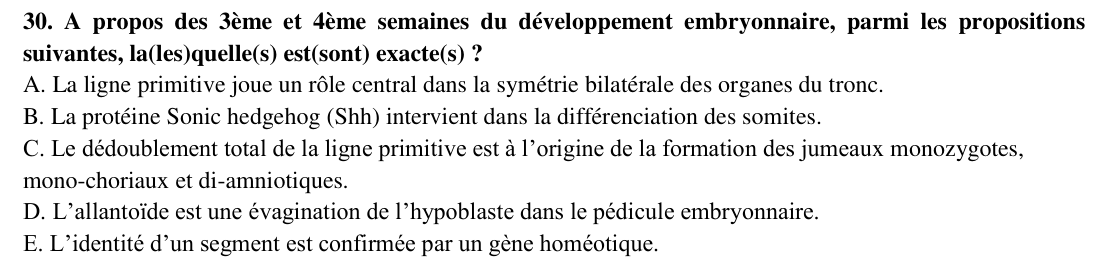 30. A propos des 3ème et 4ème semaines du développement embryonnaire, parmi les propositions
suivantes, la(les)quelle(s) est(sont) exacte(s) ?
A. La ligne primitive joue un rôle central dans la symétrie bilatérale des organes du tronc.
B. La protéine Sonic hedgehog (Shh) intervient dans la différenciation des somites.
C. Le dédoublement total de la ligne primitive est à l’origine de la formation des jumeaux monozygotes,
mono-choriaux et di-amniotiques.
D. L’allantoïde est une évagination de l’hypoblaste dans le pédicule embryonnaire.
E. L’identité d’un segment est confirmée par un gène homéotique.